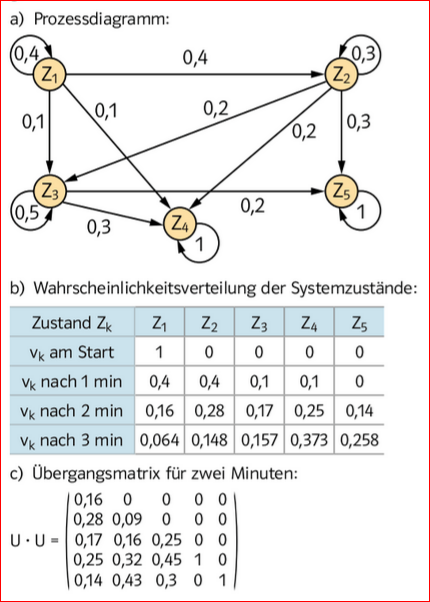 a) Prozessdiagramm:
0,4 0,4 0,3
Z₁ Z₂
0,1 0,1 0,2 0,2 0,3
Z₃ Z₅
0,5 0,3 Z₄ 0,2 1
1
b) Wahrscheinlichkeitsverteilung der Systemzustände:
Zustand Zₖ Z₁ Z₂ Z₃ Z₄ Z₅
vₖ am Start 1 0 0 0 0
vₖ nach 1 min 0,4 0,4 0,1 0,1 0
vₖ nach 2 min 0,16 0,28 0,17 0,25 0,14
vₖ nach 3 min 0,064 0,148 0,157 0,373 0,258
c) Übergangsmatrix für zwei Minuten:
0,16 0 0 0 0
0,28 0,09 0 0 0
U · U = 0,17 0,16 0,25 0 0
0,25 0,32 0,45 1 0
0,14 0,43 0,3 0 1